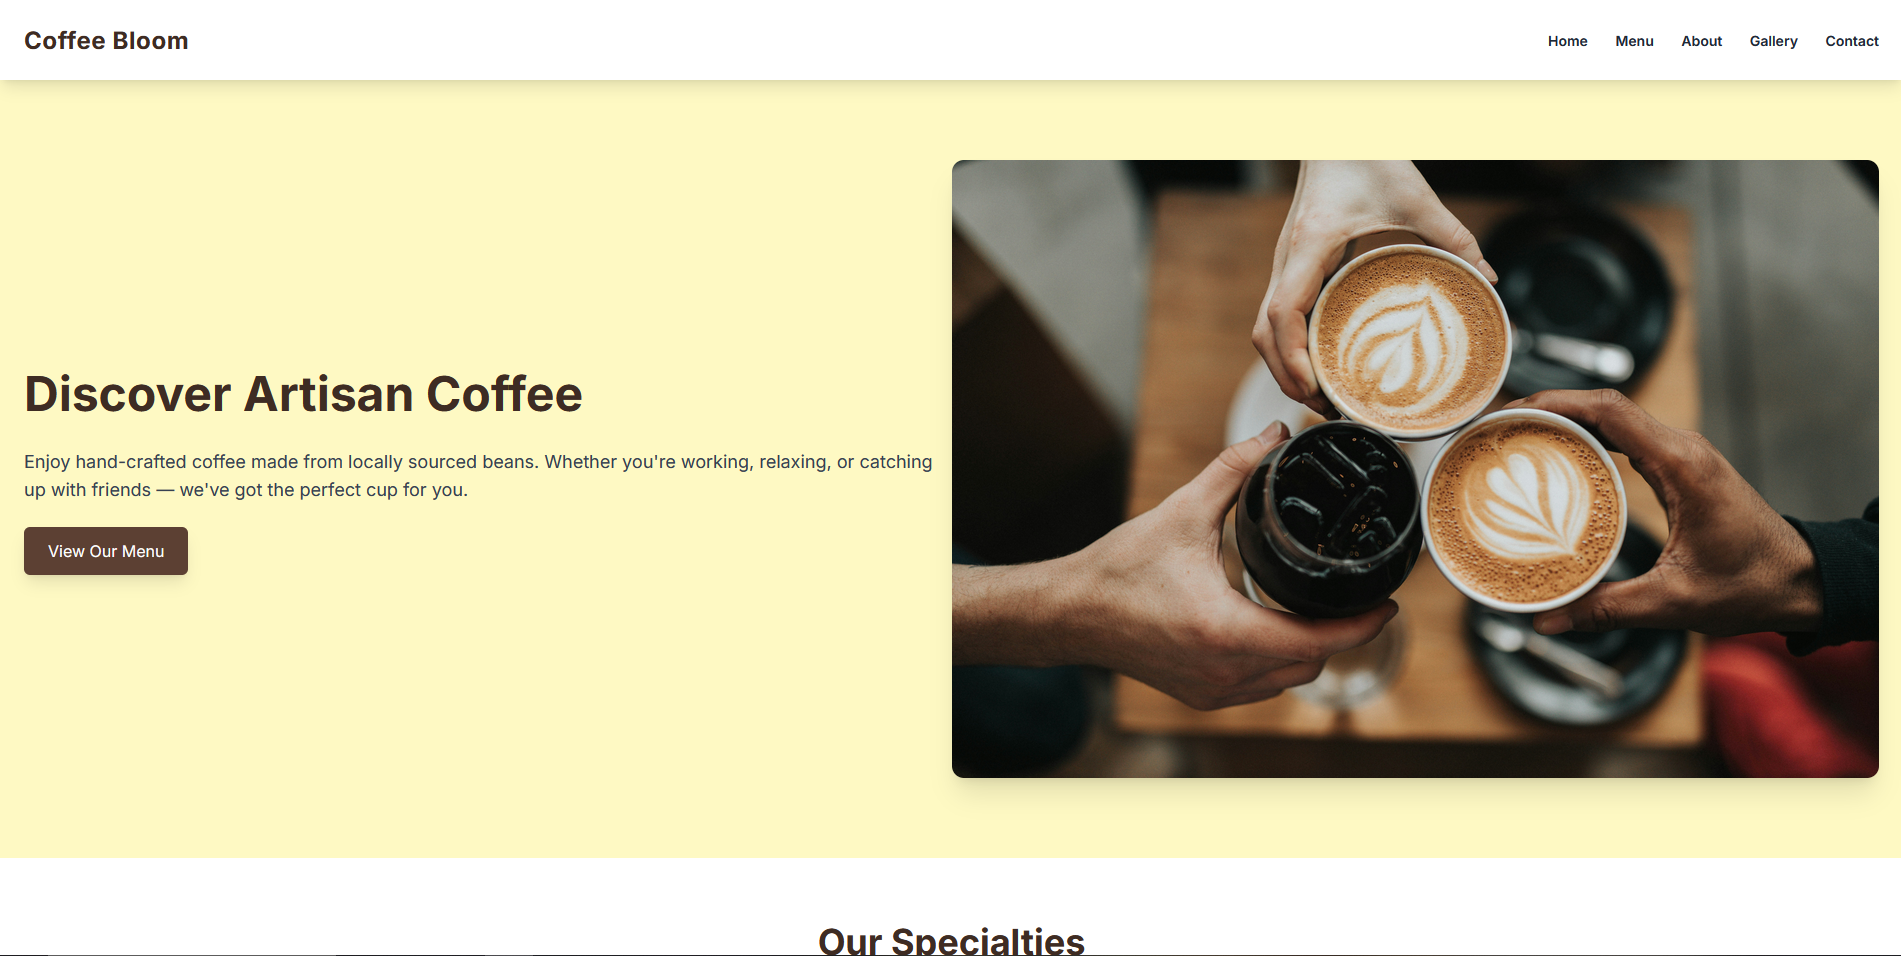 Coffee Bloom
Home Menu About Gallery Contact
Discover Artisan Coffee
Enjoy hand-crafted coffee made from locally sourced beans. Whether you're working, relaxing, or catching
up with friends — we've got the perfect cup for you.
View Our Menu
Our Specialties